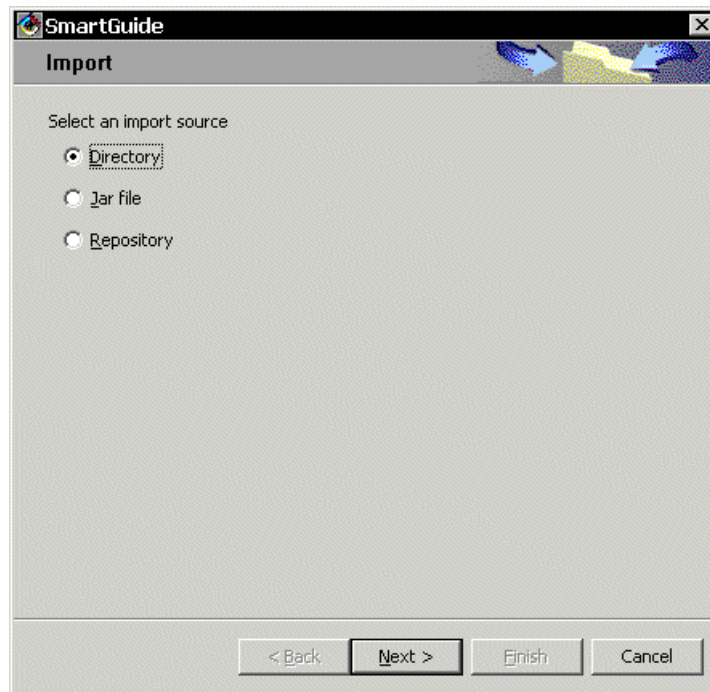 SmartGuide
Import
Select an import source
Directory
Jar file
Repository
< Back Next > Finish Cancel